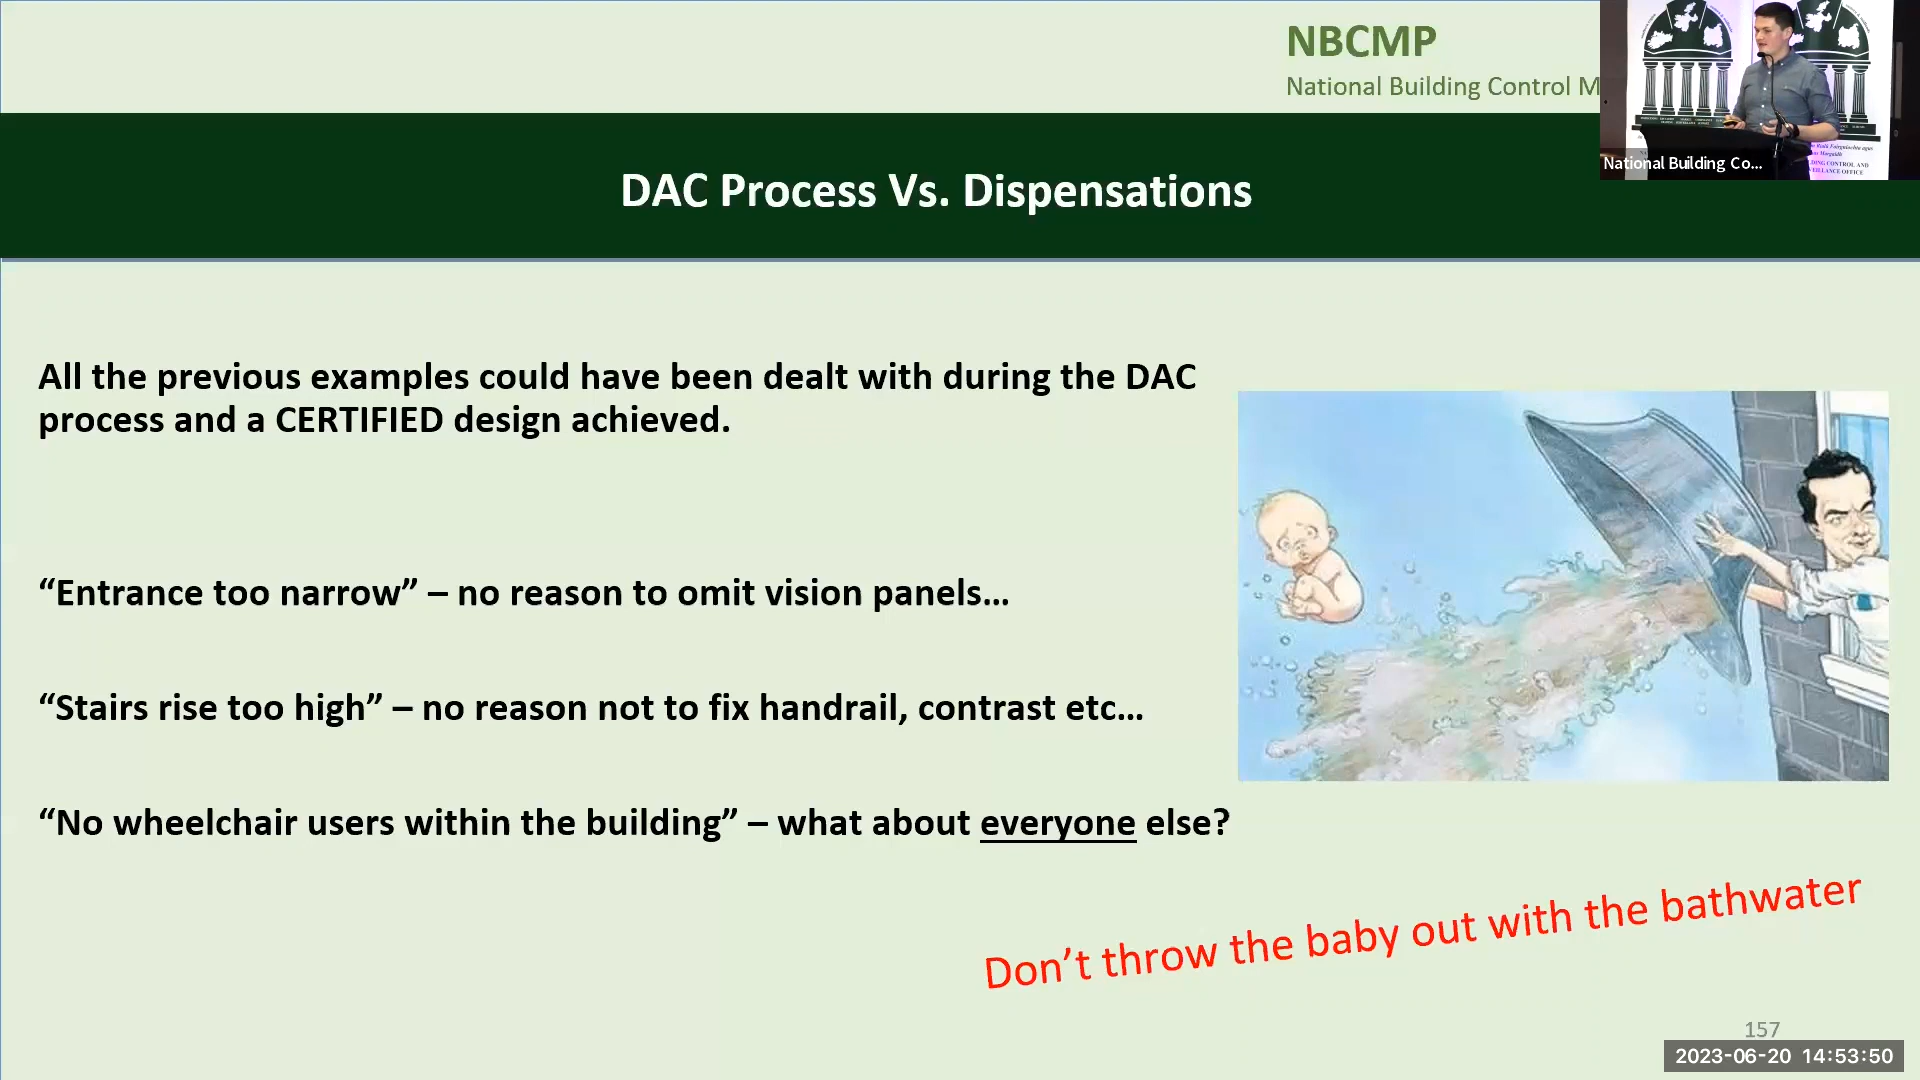 NBCMP
National Building Control M
National Building Co...
DAC Process Vs. Dispensations
All the previous examples could have been dealt with during the DAC
process and a CERTIFIED design achieved.
“Entrance too narrow” – no reason to omit vision panels…
“Stairs rise too high” – no reason not to fix handrail, contrast etc…
“No wheelchair users within the building” – what about everyone else?
Don’t throw the baby out with the bathwater
157
2023-06-20 14:53:50